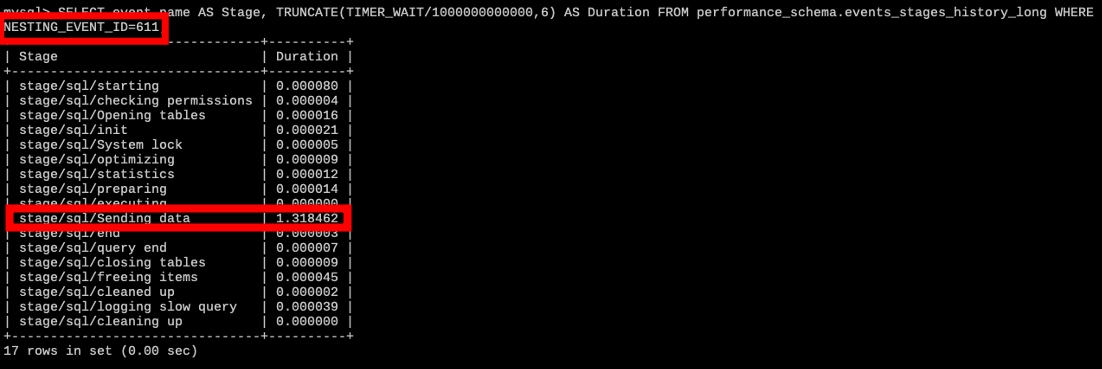 mysql> SELECT event_name AS Stage, TRUNCATE(TIMER_WAIT/1000000000000,6) AS Duration FROM performance_schema.events_stages_history_long WHERE
NESTING_EVENT_ID=611;
+--------------------------------+----------+
| Stage                          | Duration |
+--------------------------------+----------+
| stage/sql/starting             | 0.000080 |
| stage/sql/checking permissions | 0.000004 |
| stage/sql/Opening tables       | 0.000016 |
| stage/sql/init                 | 0.000021 |
| stage/sql/System lock          | 0.000005 |
| stage/sql/optimizing           | 0.000009 |
| stage/sql/statistics           | 0.000012 |
| stage/sql/preparing            | 0.000014 |
| stage/sql/executing            | 0.000000 |
| stage/sql/Sending data         | 1.318462 |
| stage/sql/end                  | 0.000003 |
| stage/sql/query end            | 0.000007 |
| stage/sql/closing tables       | 0.000009 |
| stage/sql/freeing items        | 0.000045 |
| stage/sql/cleaned up           | 0.000002 |
| stage/sql/logging slow query   | 0.000039 |
| stage/sql/cleaning up          | 0.000000 |
+--------------------------------+----------+
17 rows in set (0.00 sec)